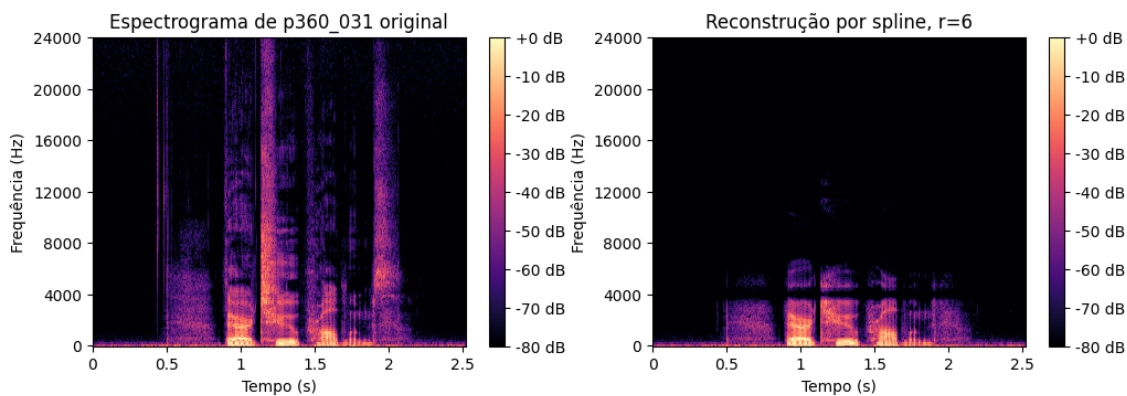 Espectrograma de p360_031 original
24000
20000
16000
12000
8000
4000
0
Frequência (Hz)
0
0.5
1
1.5
2
2.5
Tempo (s)
+0 dB
-10 dB
-20 dB
-30 dB
-40 dB
-50 dB
-60 dB
-70 dB
-80 dB
Reconstrução por spline, r=6
24000
20000
16000
12000
8000
4000
0
Frequência (Hz)
0
0.5
1
1.5
2
2.5
Tempo (s)
+0 dB
-10 dB
-20 dB
-30 dB
-40 dB
-50 dB
-60 dB
-70 dB
-80 dB